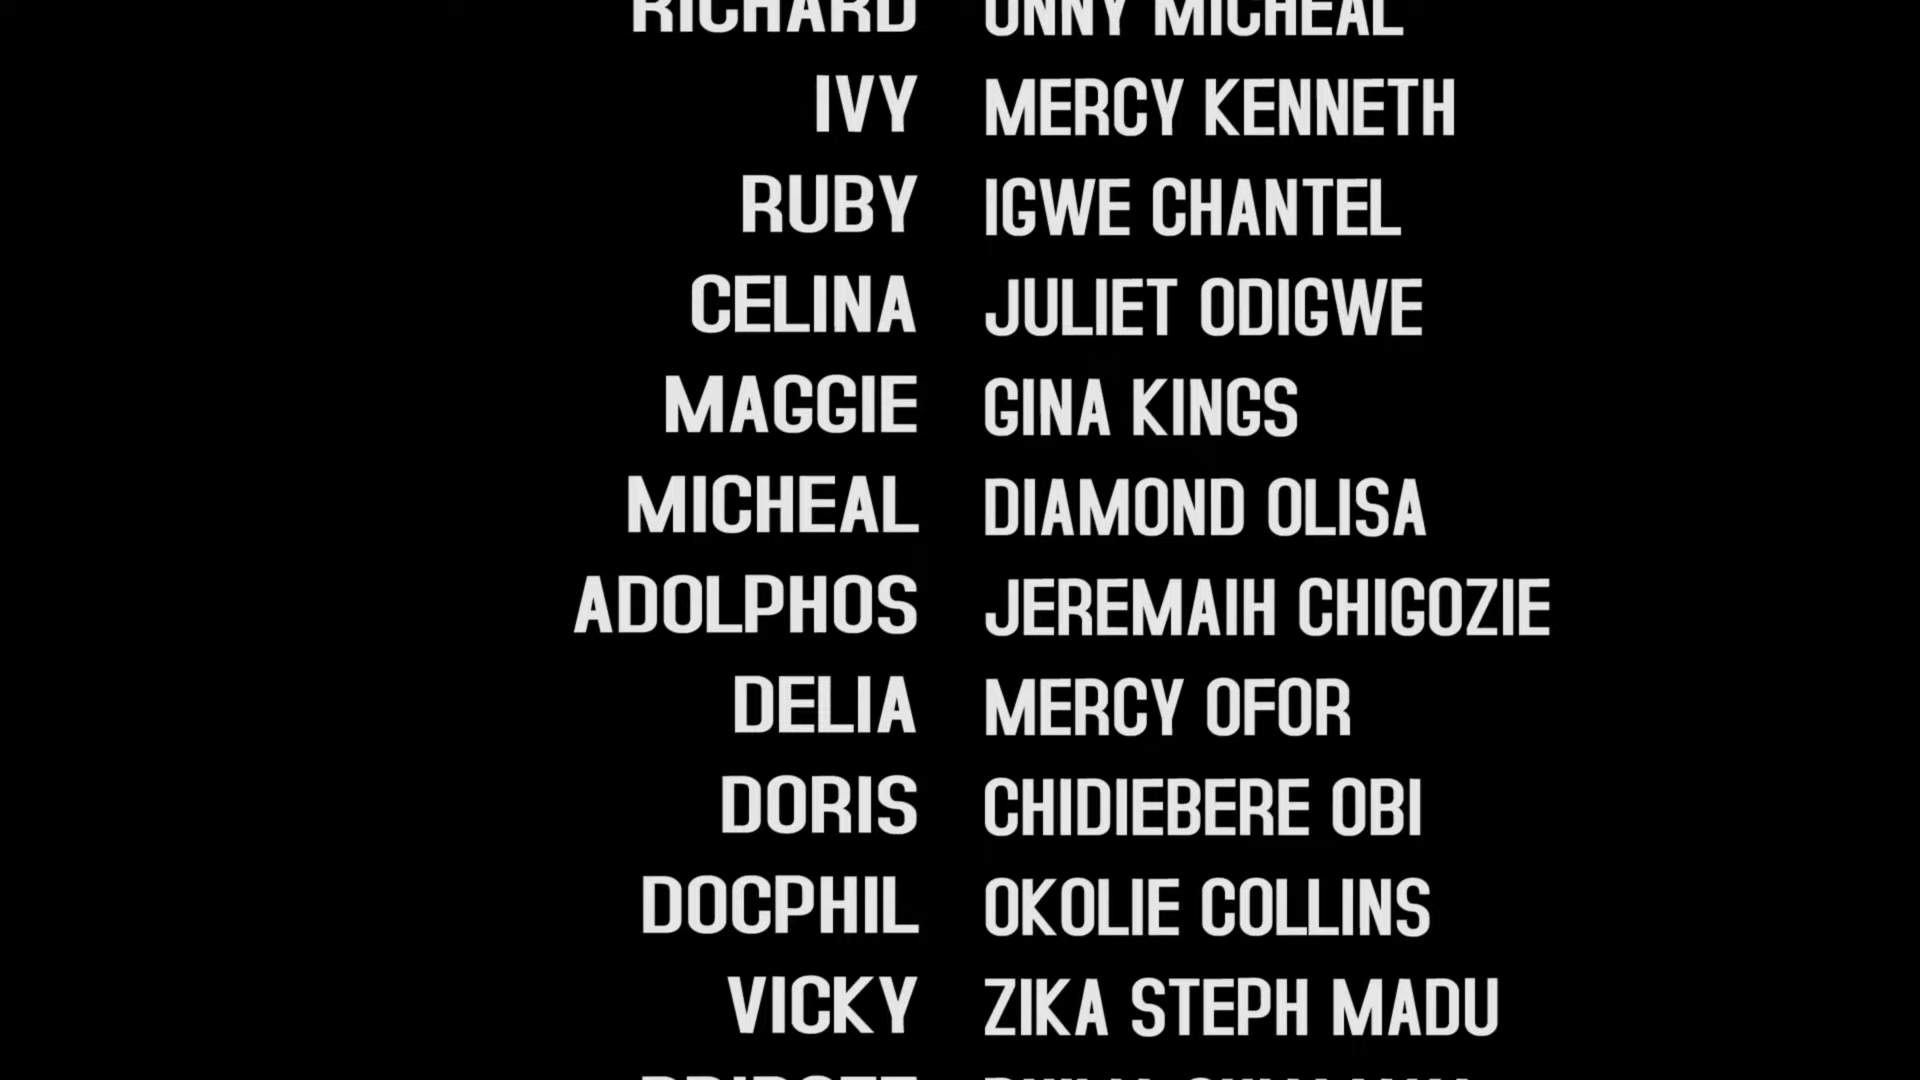 RICHARD MICHEAL
IVY MERCY KENNETH
RUBY IGWE CHANTEL
CELINA JULIET ODIGWE
MAGGIE GINA KINGS
MICHEAL DIAMOND OLISA
ADOLPHOS JEREMAIH CHIGOZIE
DELIA MERCY OFOR
DORIS CHIDIEBERE OBI
DOCPHIL OKOLIE COLLINS
VICKY ZIKA STEPH MADU